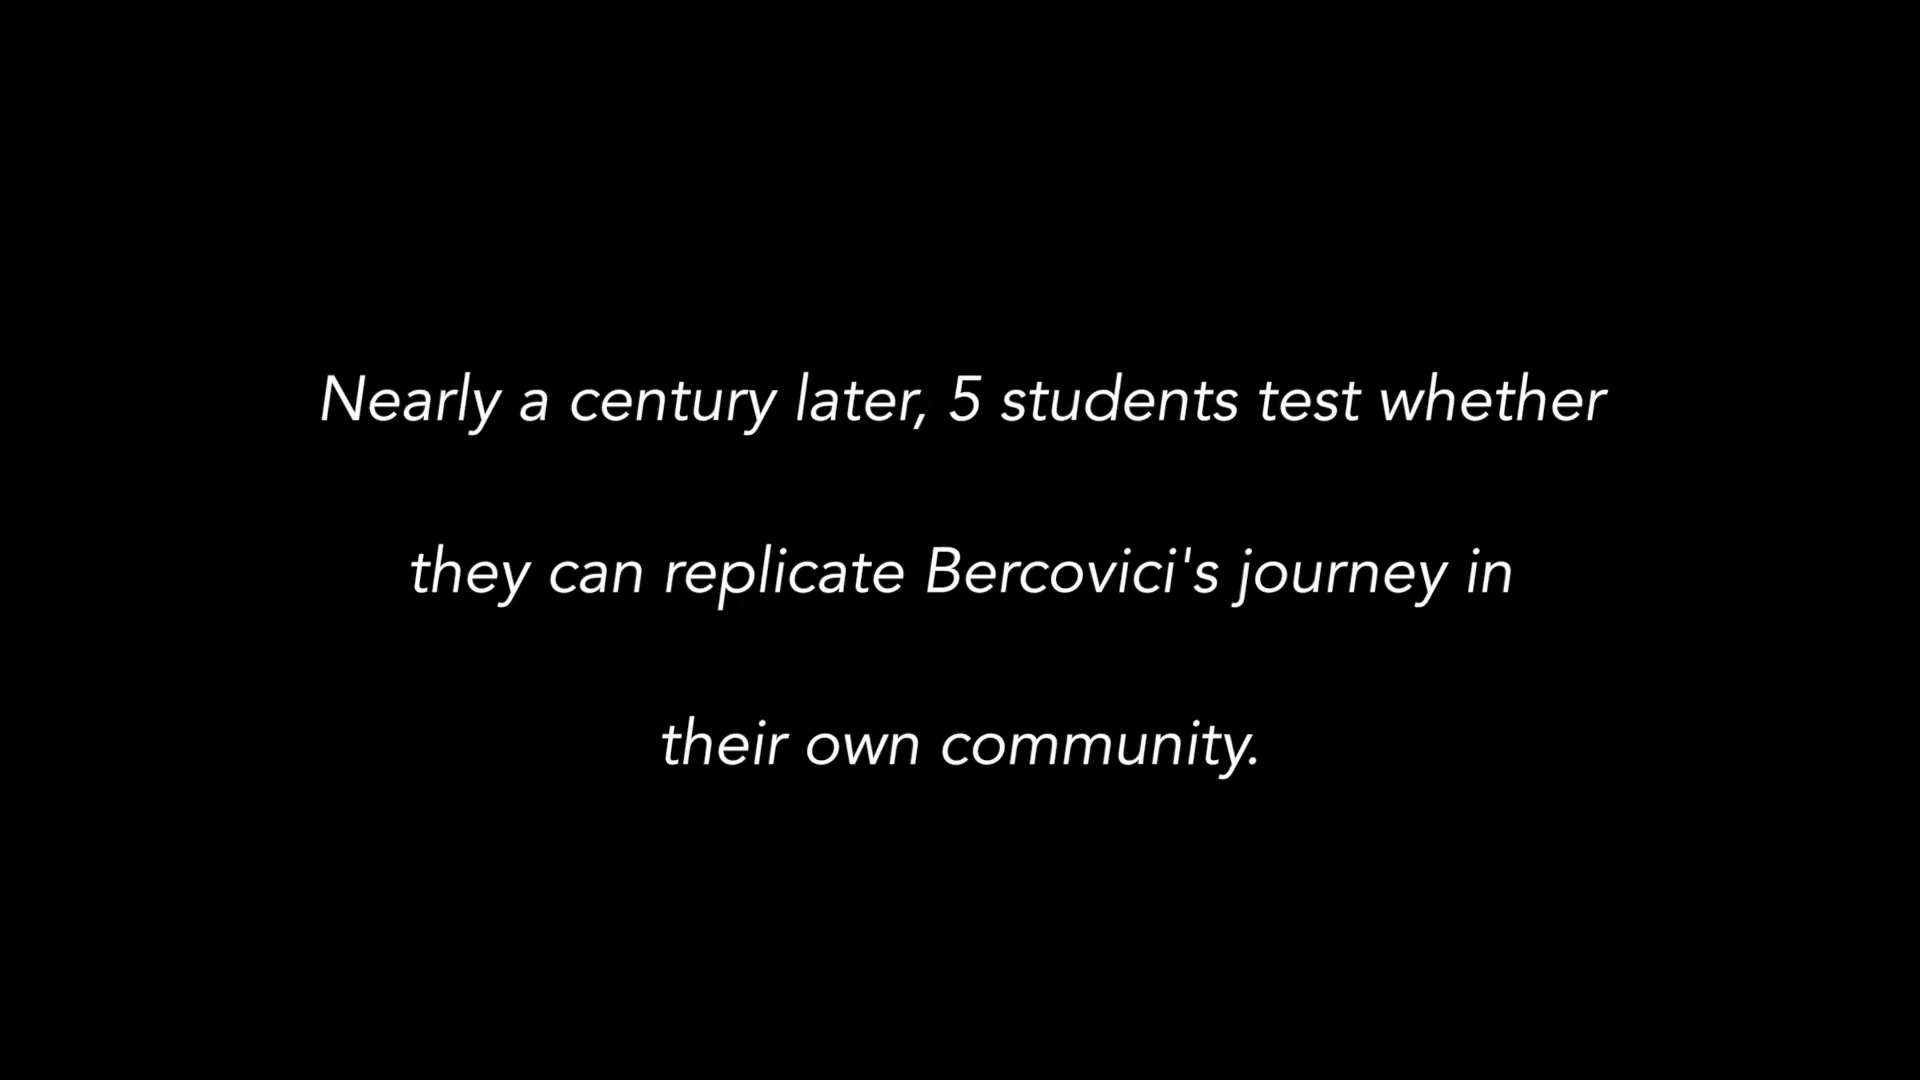 Nearly a century later, 5 students test whether
they can replicate Bercovici's journey in
their own community.